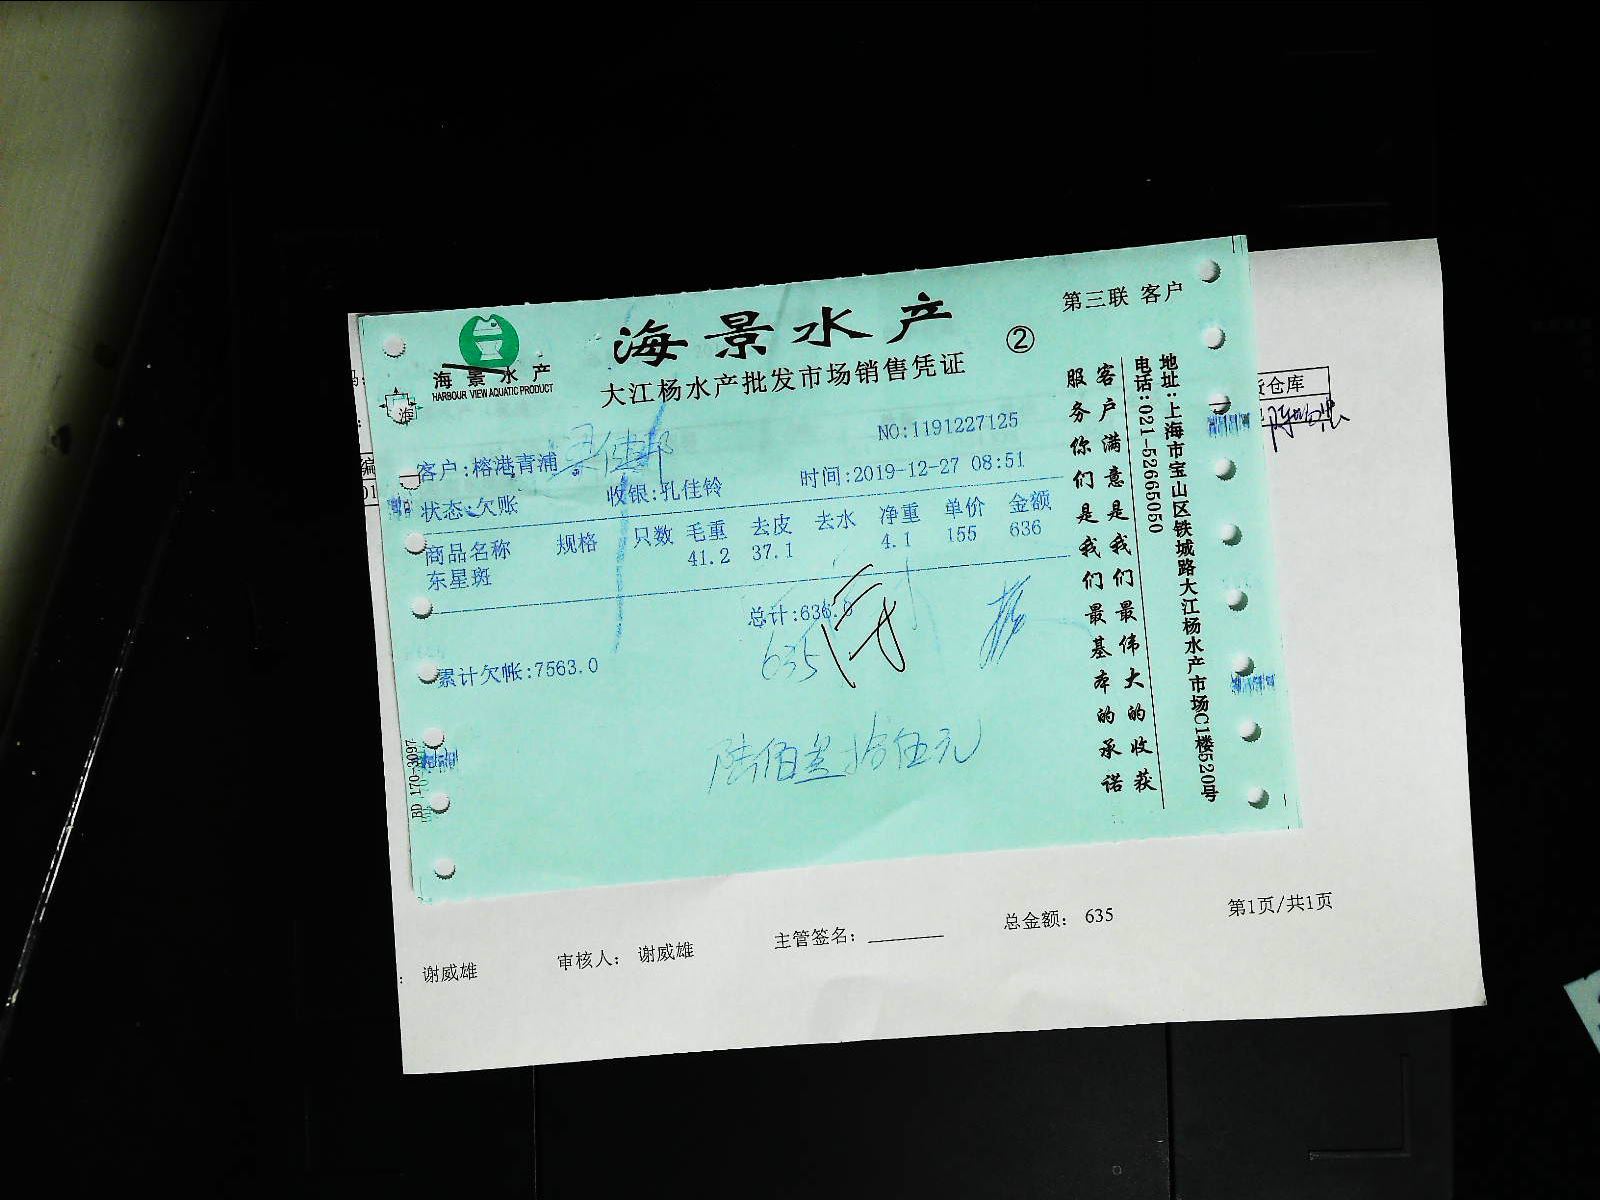 第三联 客户
海景水产
②
海景水产
HARBOUR VIEW AQUATIC PRODUCT
大江杨水产批发市场销售凭证
NO:1191227125
客户:榕港青浦
状态:欠账 收银:孔佳铃 时间:2019-12-27 08:51
商品名称 规格 只数 毛重 去皮 去水 净重 单价 金额
东星斑 41.2 37.1 4.1 155 636
总计:636.0
635
累计欠帐:7563.0
陆佰叁拾伍元
BD 170-3097
客户满意是我们最伟大的收获
服务你们是我们最基本的承诺
地址:上海市宝山区铁城路大江杨水产市场C1楼520号
电话:021-52665050
仓库
编
01
谢威雄 审核人: 谢威雄 主管签名: 总金额: 635 第1页/共1页